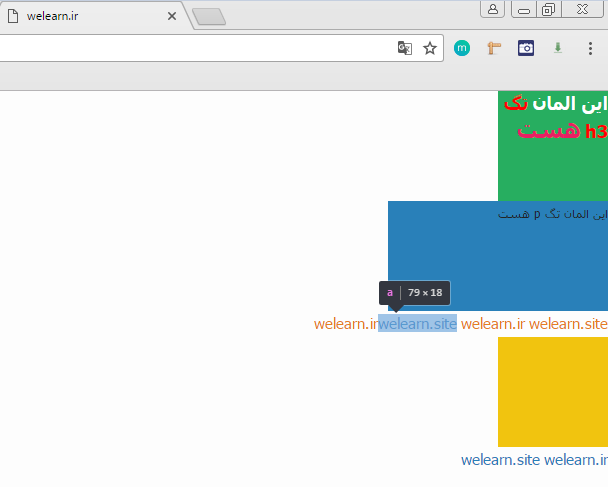 welearn.ir
این المان تگ
h3 هست
این المان تگ p هست
a 79 × 18
welearn.irwelearn.site welearn.ir welearn.site
welearn.site welearn.ir